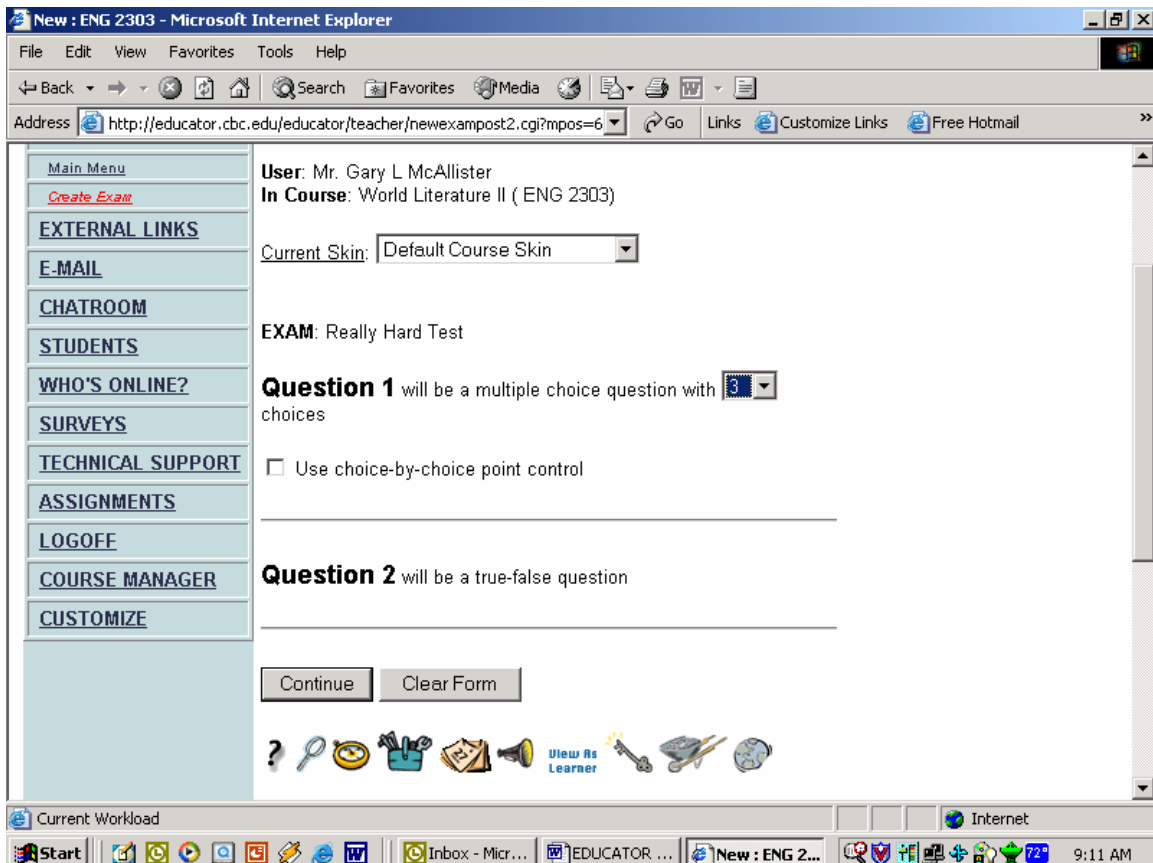 New : ENG 2303 - Microsoft Internet Explorer
File Edit View Favorites Tools Help
Back Search Favorites Media
Address http://educator.cbc.edu/educator/teacher/newexampost2.cgi?mpos=6 Go Links Customize Links Free Hotmail »
Main Menu
Create Exam
EXTERNAL LINKS
E-MAIL
CHATROOM
STUDENTS
WHO'S ONLINE?
SURVEYS
TECHNICAL SUPPORT
ASSIGNMENTS
LOGOFF
COURSE MANAGER
CUSTOMIZE
User: Mr. Gary L McAllister
In Course: World Literature II ( ENG 2303)
Current Skin: Default Course Skin
EXAM: Really Hard Test
Question 1 will be a multiple choice question with 3
choices
Use choice-by-choice point control
Question 2 will be a true-false question
Continue Clear Form
View As
Learner
Current Workload Internet
Start Inbox - Micr... EDUCATOR ... New : ENG 2... 72° 9:11 AM